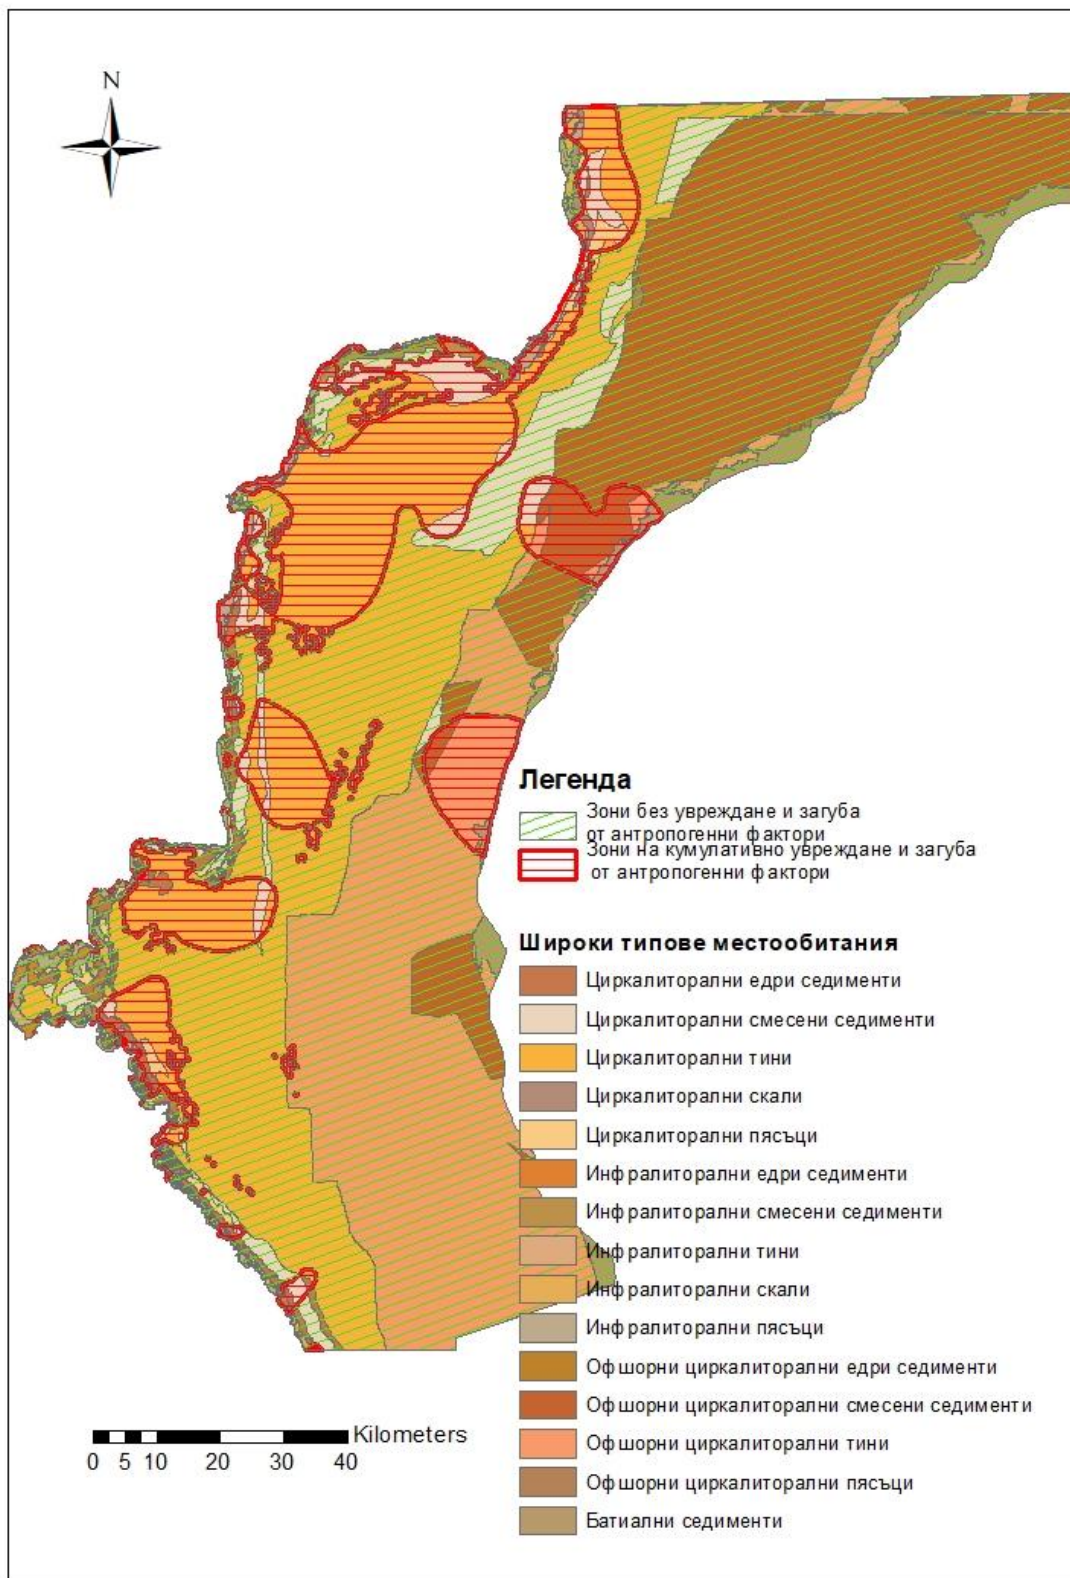 N
Легенда
Зони без увреждане и загуба
от антропогенни фактори
Зони на кумулативно увреждане и загуба
от антропогенни фактори
Широки типове местообитания
Циркалиторални едри седименти
Циркалиторални смесени седименти
Циркалиторални тини
Циркалиторални скали
Циркалиторални пясъци
Инфралиторални едри седименти
Инфралиторални смесени седименти
Инфралиторални тини
Инфралиторални скали
Инфралиторални пясъци
Офшорни циркалиторални едри седименти
Офшорни циркалиторални смесени седименти
Офшорни циркалиторални тини
Офшорни циркалиторални пясъци
Батиални седименти
Kilometers
0 5 10 20 30 40